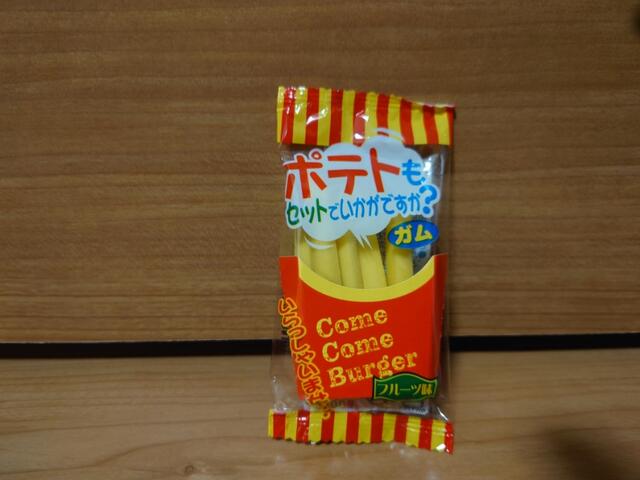 ポテトも
セットでいかがですか?
ガム
Come
Come
Burger
いらっしゃいませ。
フルーツ味